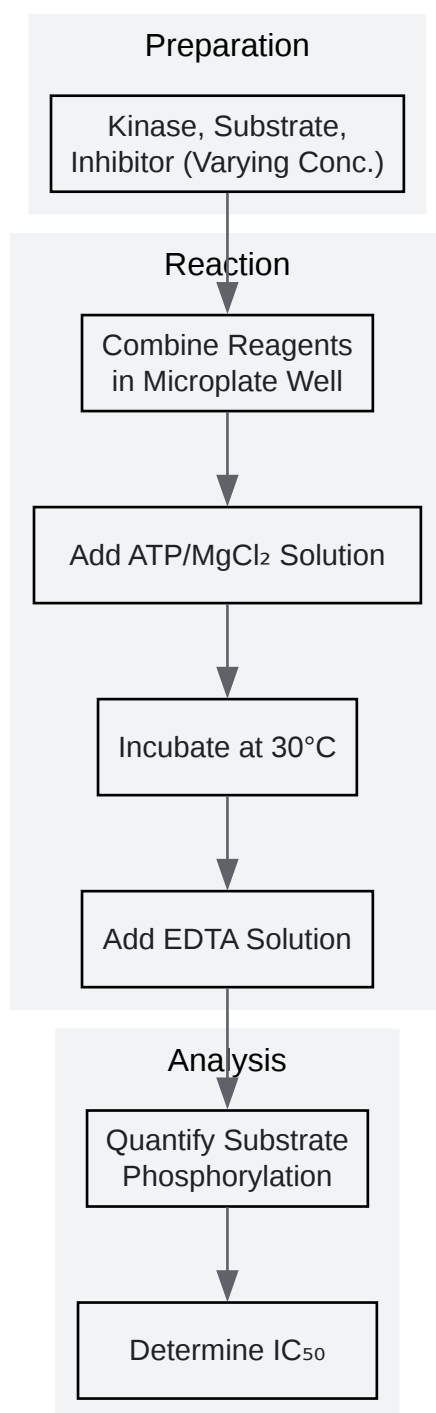 Preparation
Kinase, Substrate,
Inhibitor (Varying Conc.)
Reaction
Combine Reagents
in Microplate Well
Add ATP/MgCl₂ Solution
Incubate at 30°C
Add EDTA Solution
Analysis
Quantify Substrate
Phosphorylation
Determine IC₅₀